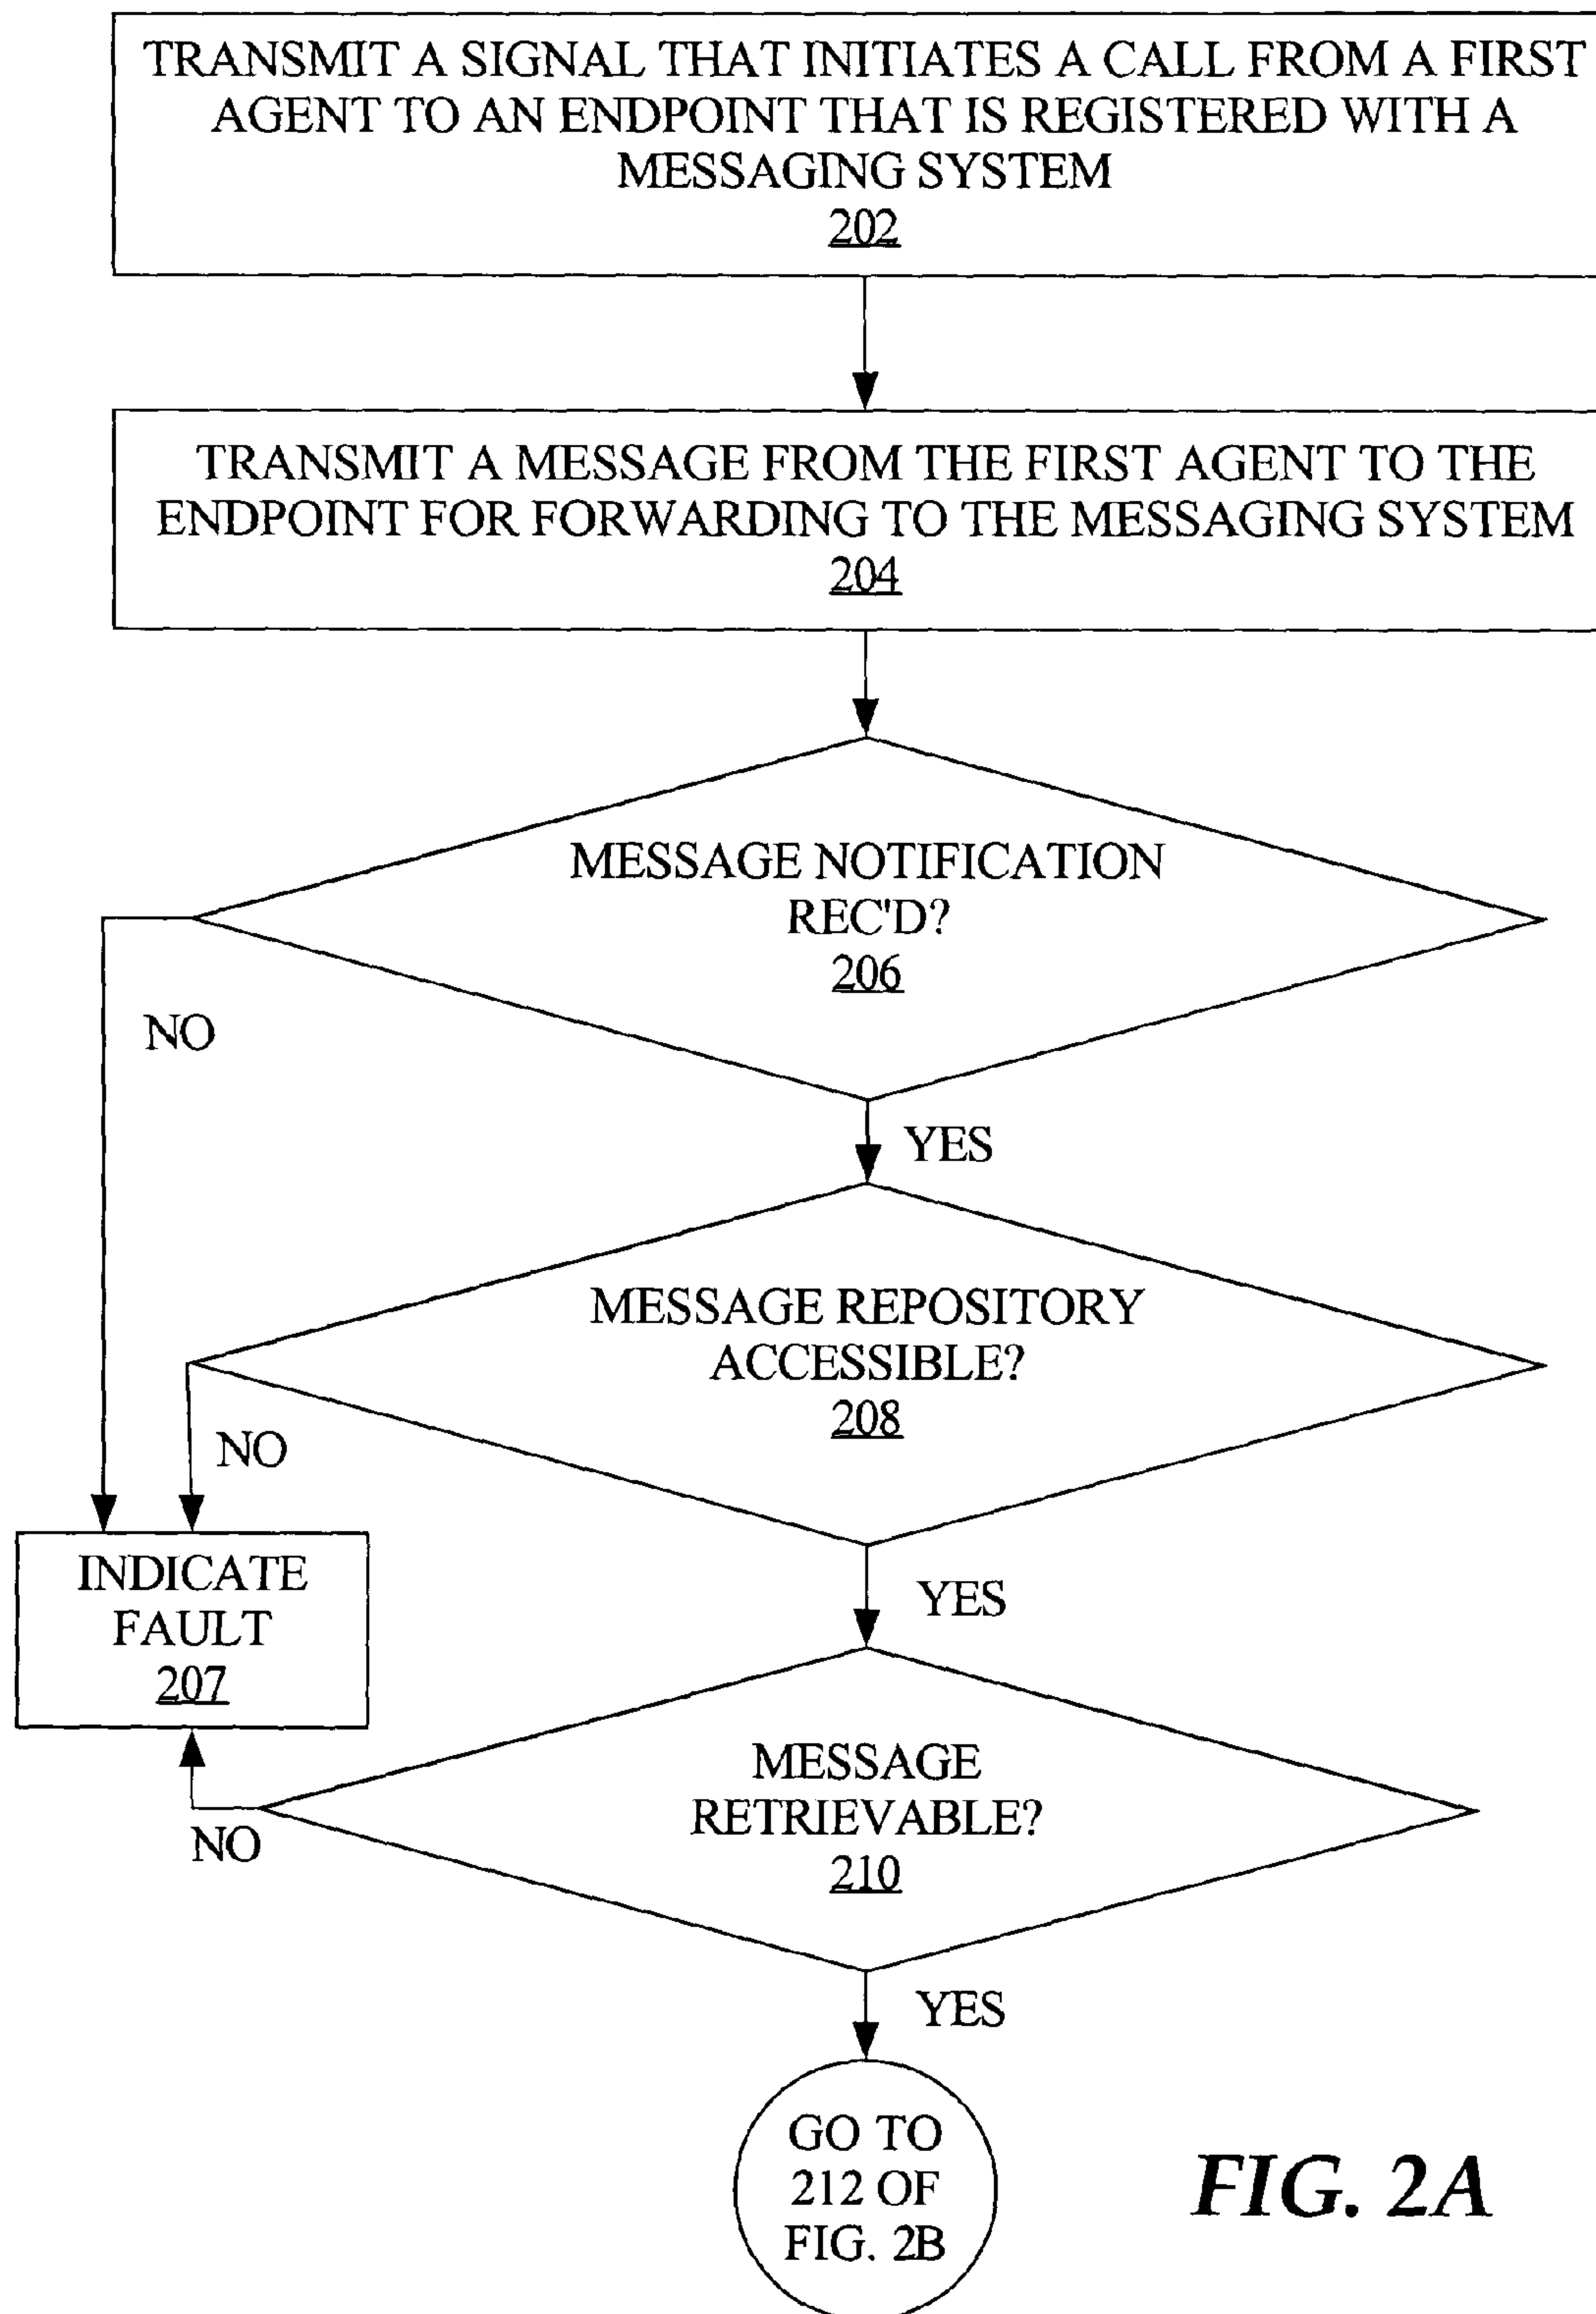 TRANSMIT A SIGNAL THAT INITIATES A CALL FROM A FIRST
AGENT TO AN ENDPOINT THAT IS REGISTERED WITH A
MESSAGING SYSTEM
202
TRANSMIT A MESSAGE FROM THE FIRST AGENT TO THE
ENDPOINT FOR FORWARDING TO THE MESSAGING SYSTEM
204
MESSAGE NOTIFICATION
REC'D?
206
NO
YES
MESSAGE REPOSITORY
ACCESSIBLE?
208
NO
INDICATE
FAULT
207
YES
MESSAGE
RETRIEVABLE?
210
NO
YES
GO TO
212 OF
FIG. 2B
FIG. 2A